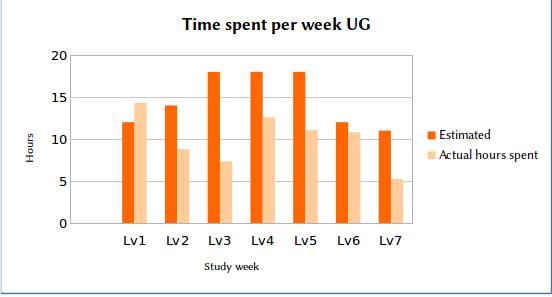 Time spent per week UG
20
15
10
5
0
Hours
Lv1 Lv2 Lv3 Lv4 Lv5 Lv6 Lv7
Study week
Estimated
Actual hours spent